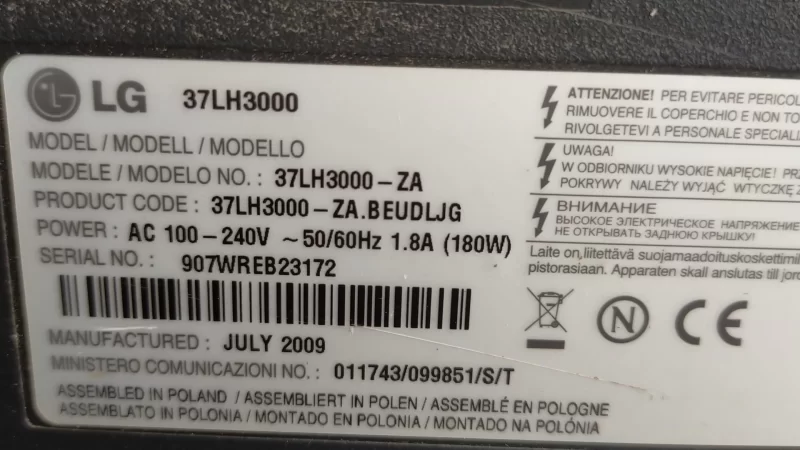 LG 37LH3000
MODEL / MODELL / MODELLO
MODELE / MODELO NO. : 37LH3000-ZA
PRODUCT CODE : 37LH3000-ZA.BEUDLJG
POWER : AC 100-240V ~50/60Hz 1.8A (180W)
SERIAL NO. : 907WREB23172
MANUFACTURED : JULY 2009
MINISTERO COMUNICAZIONI NO. : 011743/099851/S/T
ASSEMBLED IN POLAND / ASSEMBLIERT IN POLEN / ASSEMBLÉ EN POLOGNE
ASSEMBLATO IN POLONIA / MONTADO EN POLONIA / MONTADO NA POLÓNIA
ATTENZIONE! PER EVITARE
RIMUOVERE IL COPERCHIO E NON
RIVOLGETEVI A PERSONALE
UWAGA!
W ODBIORNIKU WYSOKIE NAPIĘCIE!
POKRYWY NALEŻY WYJĄĆ WTYCZKĘ
ВНИМАНИЕ
ВЫСОКОЕ ЭЛЕКТРИЧЕСКОЕ НАПРЯЖЕНИЕ
НЕ ОТКРЫВАТЬ ЗАДНЮЮ КРЫШКУ!
Laite on,liitettävä
pistorasiaan. Apparaten skall anslutas till
N CE